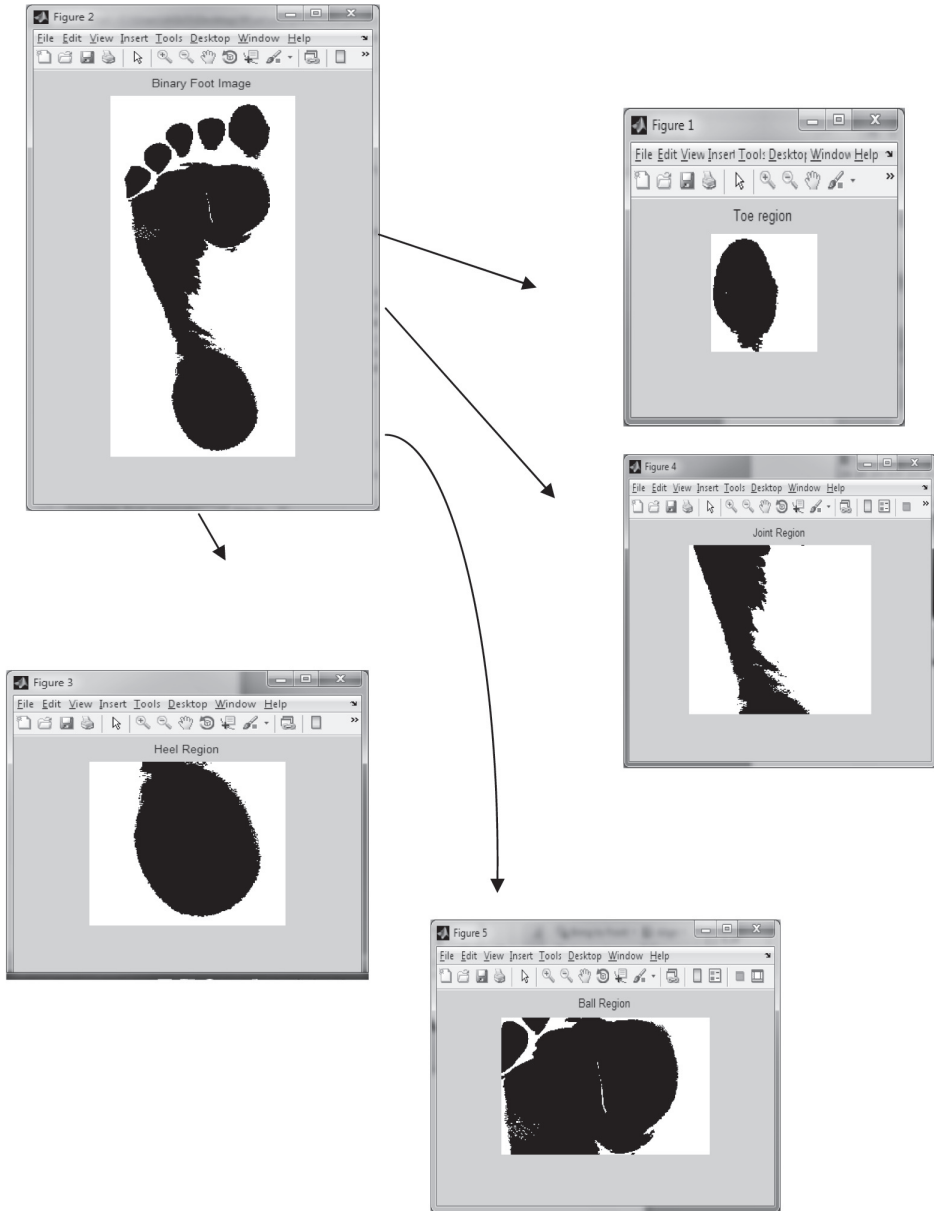 Figure 2
File Edit View Insert Tools Desktop Window Help
Binary Foot Image
Figure 1
File Edit View Insert Tools Desktop Window Help
Toe region
Figure 4
File Edit View Insert Tools Desktop Window Help
Joint Region
Figure 3
File Edit View Insert Tools Desktop Window Help
Heel Region
Figure 5
File Edit View Insert Tools Desktop Window Help
Ball Region